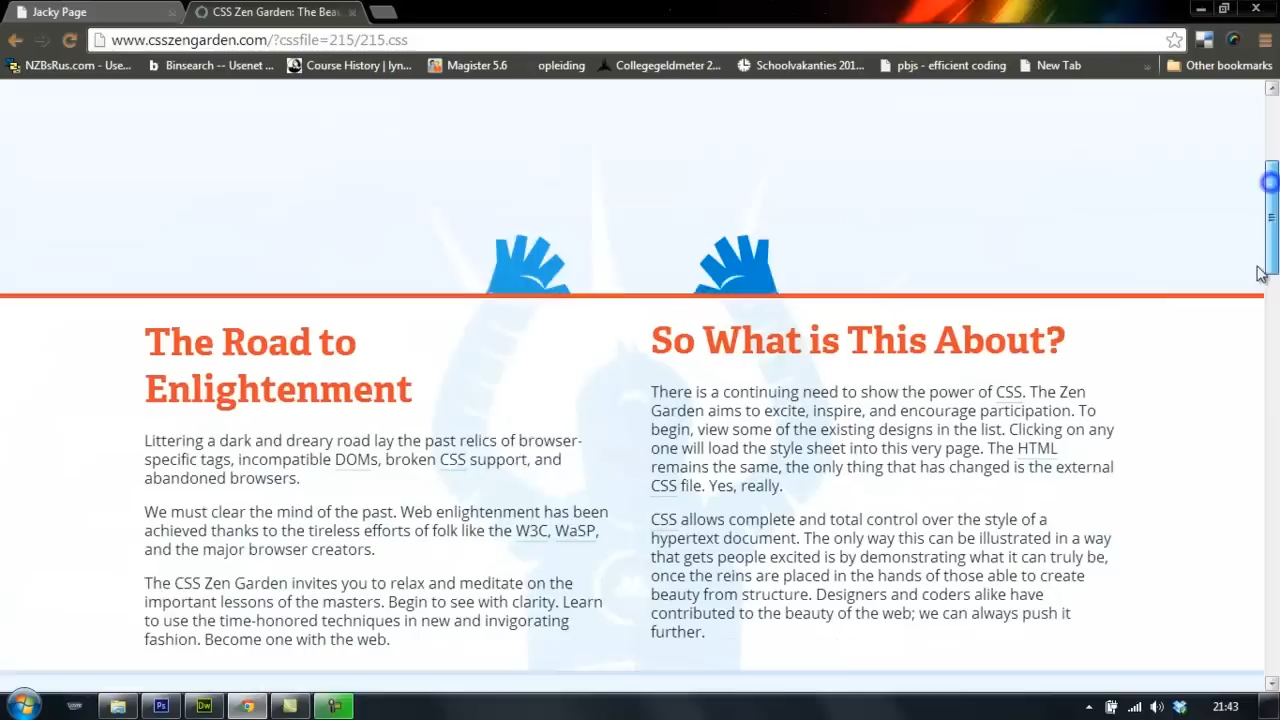 Jacky Page
CSS Zen Garden: The Beau
www.csszengarden.com/?cssfile=215/215.css
NZBsRus.com - Use...
Binsearch -- Usenet ...
Course History | lyn...
Magister 5.6
opleiding
Collegegeldmeter 2...
Schoolvakanties 201...
pbjs - efficient coding
New Tab
»
Other bookmarks
The Road to
Enlightenment
Littering a dark and dreary road lay the past relics of browser-
specific tags, incompatible DOMs, broken CSS support, and
abandoned browsers.
We must clear the mind of the past. Web enlightenment has been
achieved thanks to the tireless efforts of folk like the W3C, WaSP,
and the major browser creators.
The CSS Zen Garden invites you to relax and meditate on the
important lessons of the masters. Begin to see with clarity. Learn
to use the time-honored techniques in new and invigorating
fashion. Become one with the web.
So What is This About?
There is a continuing need to show the power of CSS. The Zen
Garden aims to excite, inspire, and encourage participation. To
begin, view some of the existing designs in the list. Clicking on any
one will load the style sheet into this very page. The HTML
remains the same, the only thing that has changed is the external
CSS file. Yes, really.
CSS allows complete and total control over the style of a
hypertext document. The only way this can be illustrated in a way
that gets people excited is by demonstrating what it can truly be,
once the reins are placed in the hands of those able to create
beauty from structure. Designers and coders alike have
contributed to the beauty of the web; we can always push it
further.
Ps
Dw
21:43